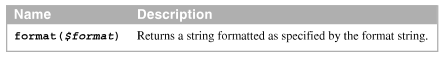 Name Description
format($format) Returns a string formatted as specified by the format string.